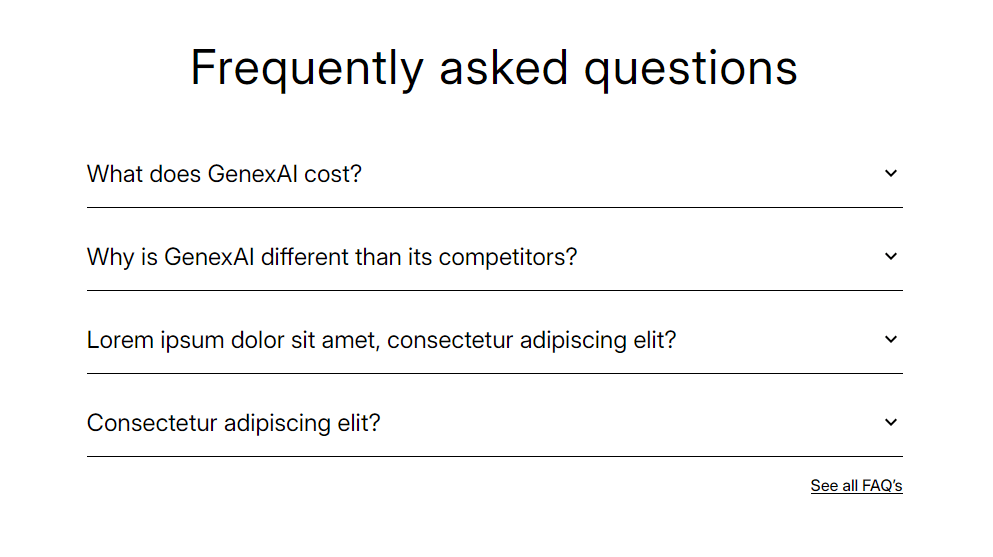 Frequently asked questions
What does GenexAI cost?
Why is GenexAI different than its competitors?
Lorem ipsum dolor sit amet, consectetur adipiscing elit?
Consectetur adipiscing elit?
See all FAQ's